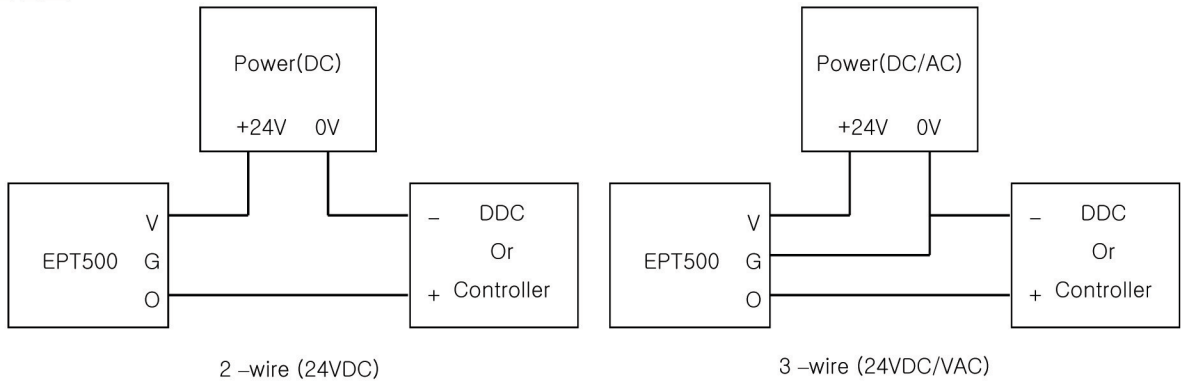 Power(DC)
+24V 0V
V
EPT500 G
O
– DDC
Or
+ Controller
2 –wire (24VDC)
Power(DC/AC)
+24V 0V
V
EPT500 G
O
– DDC
Or
+ Controller
3 –wire (24VDC/VAC)